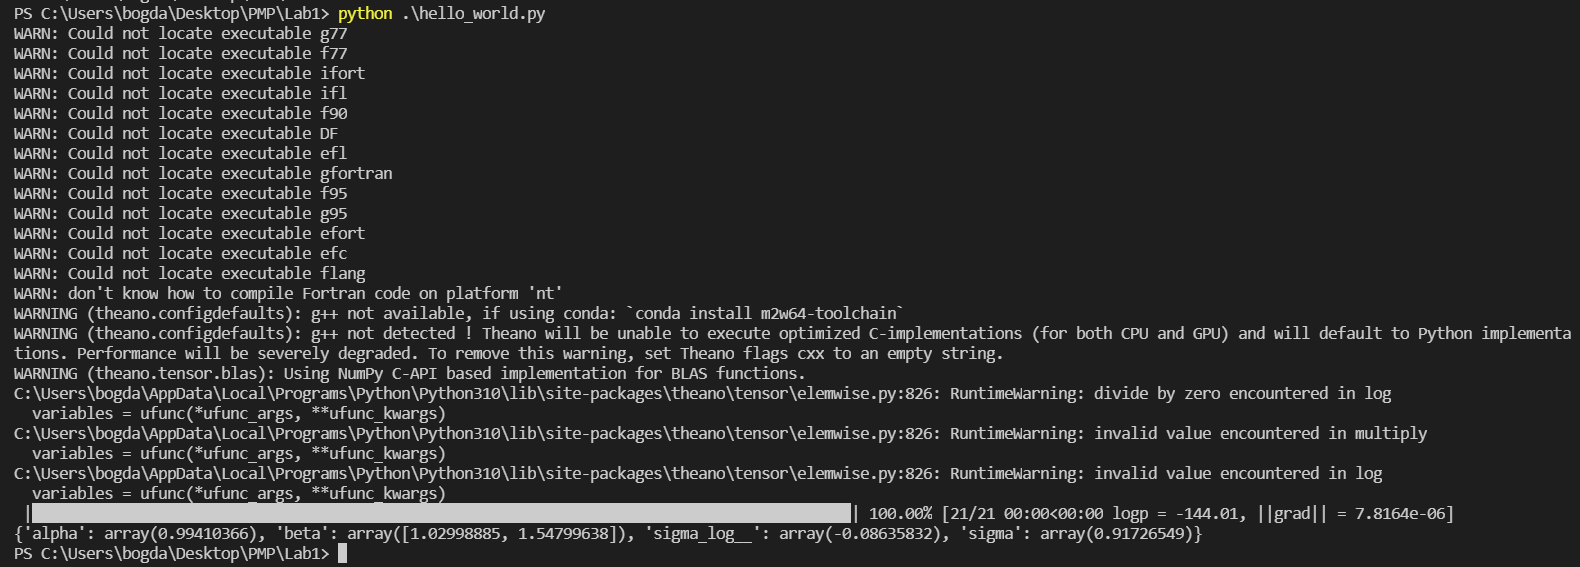 PS C:\Users\bogda\Desktop\PMP\Lab1> python .\hello_world.py
WARN: Could not locate executable g77
WARN: Could not locate executable f77
WARN: Could not locate executable ifort
WARN: Could not locate executable ifl
WARN: Could not locate executable f90
WARN: Could not locate executable DF
WARN: Could not locate executable efl
WARN: Could not locate executable gfortran
WARN: Could not locate executable f95
WARN: Could not locate executable g95
WARN: Could not locate executable efort
WARN: Could not locate executable efc
WARN: Could not locate executable flang
WARN: don't know how to compile Fortran code on platform 'nt'
WARNING (theano.configdefaults): g++ not available, if using conda: `conda install m2w64-toolchain`
WARNING (theano.configdefaults): g++ not detected ! Theano will be unable to execute optimized C-implementations (for both CPU and GPU) and will default to Python implementa
tions. Performance will be severely degraded. To remove this warning, set Theano flags cxx to an empty string.
WARNING (theano.tensor.blas): Using NumPy C-API based implementation for BLAS functions.
C:\Users\bogda\AppData\Local\Programs\Python\Python310\lib\site-packages\theano\tensor\elemwise.py:826: RuntimeWarning: divide by zero encountered in log
  variables = ufunc(*ufunc_args, **ufunc_kwargs)
C:\Users\bogda\AppData\Local\Programs\Python\Python310\lib\site-packages\theano\tensor\elemwise.py:826: RuntimeWarning: invalid value encountered in multiply
  variables = ufunc(*ufunc_args, **ufunc_kwargs)
C:\Users\bogda\AppData\Local\Programs\Python\Python310\lib\site-packages\theano\tensor\elemwise.py:826: RuntimeWarning: invalid value encountered in log
  variables = ufunc(*ufunc_args, **ufunc_kwargs)
 | | 100.00% [21/21 00:00<00:00 logp = -144.01, ||grad|| = 7.8164e-06]
{'alpha': array(0.99410366), 'beta': array([1.02998885, 1.54799638]), 'sigma_log__': array(-0.08635832), 'sigma': array(0.91726549)}
PS C:\Users\bogda\Desktop\PMP\Lab1>